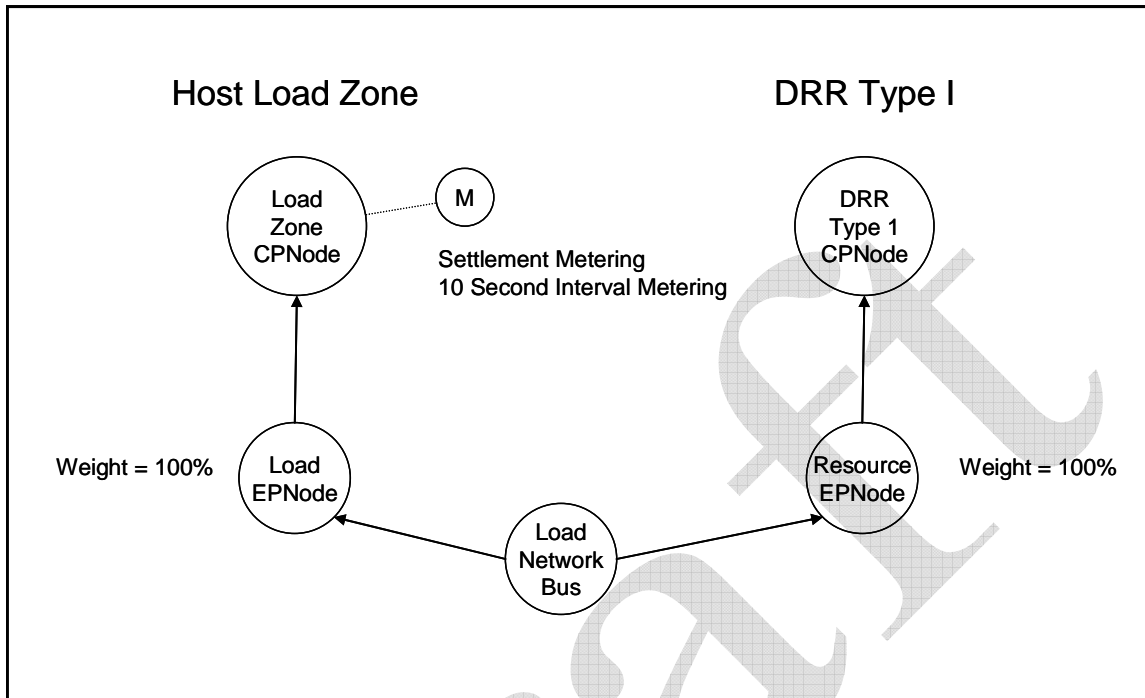 Host Load Zone
DRR Type I
Load
Zone
CPNode
M
DRR
Type 1
CPNode
Settlement Metering
10 Second Interval Metering
Weight = 100%
Load
EPNode
Resource
EPNode
Weight = 100%
Load
Network
Bus